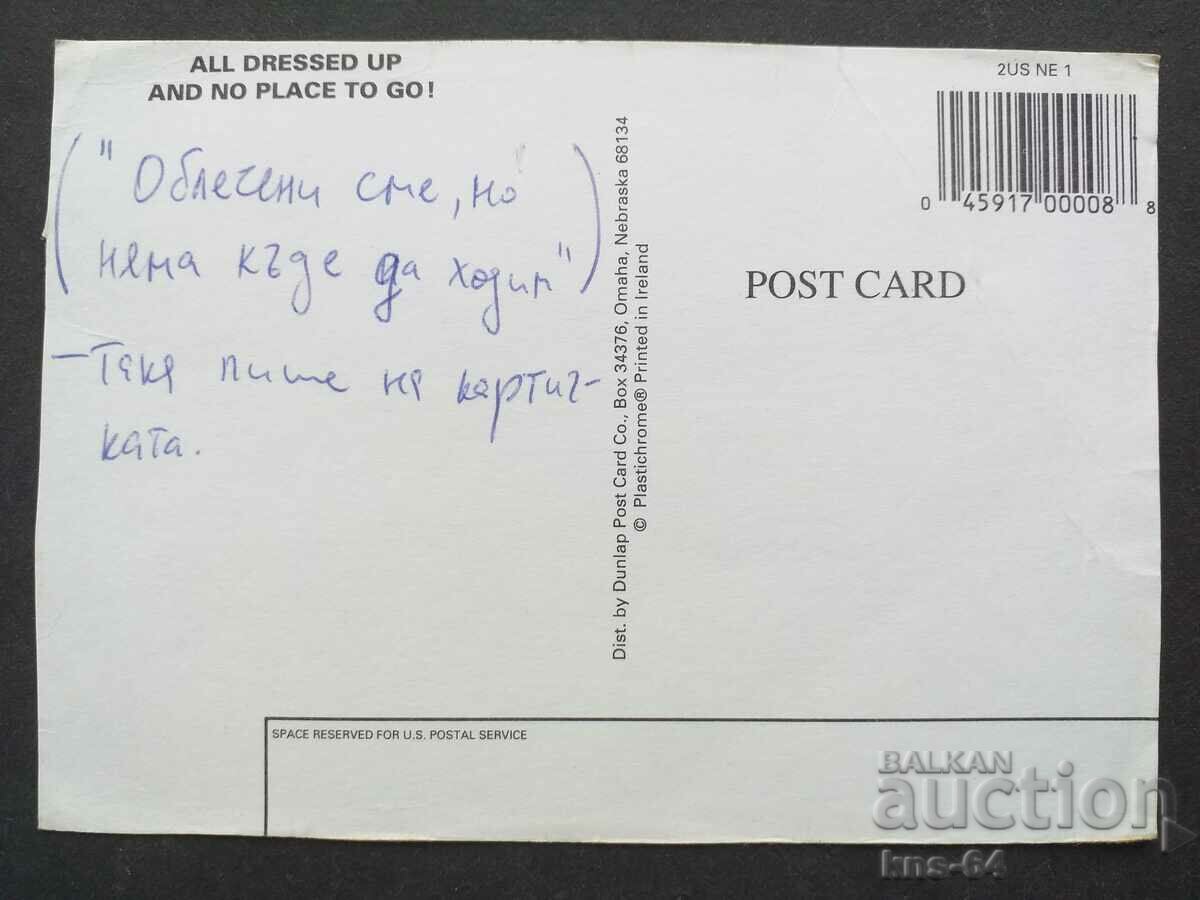 ALL DRESSED UP
AND NO PLACE TO GO!
("Облечени сме, но
няма къде да ходим")
– Така пише на картич-
ката.
Dist. by Dunlap Post Card Co., Box 34376, Omaha, Nebraska 68134
© Plastichrome® Printed in Ireland
2US NE 1
0 45917 00008 8
POST CARD
SPACE RESERVED FOR U.S. POSTAL SERVICE
BALKAN
auction
kns-64